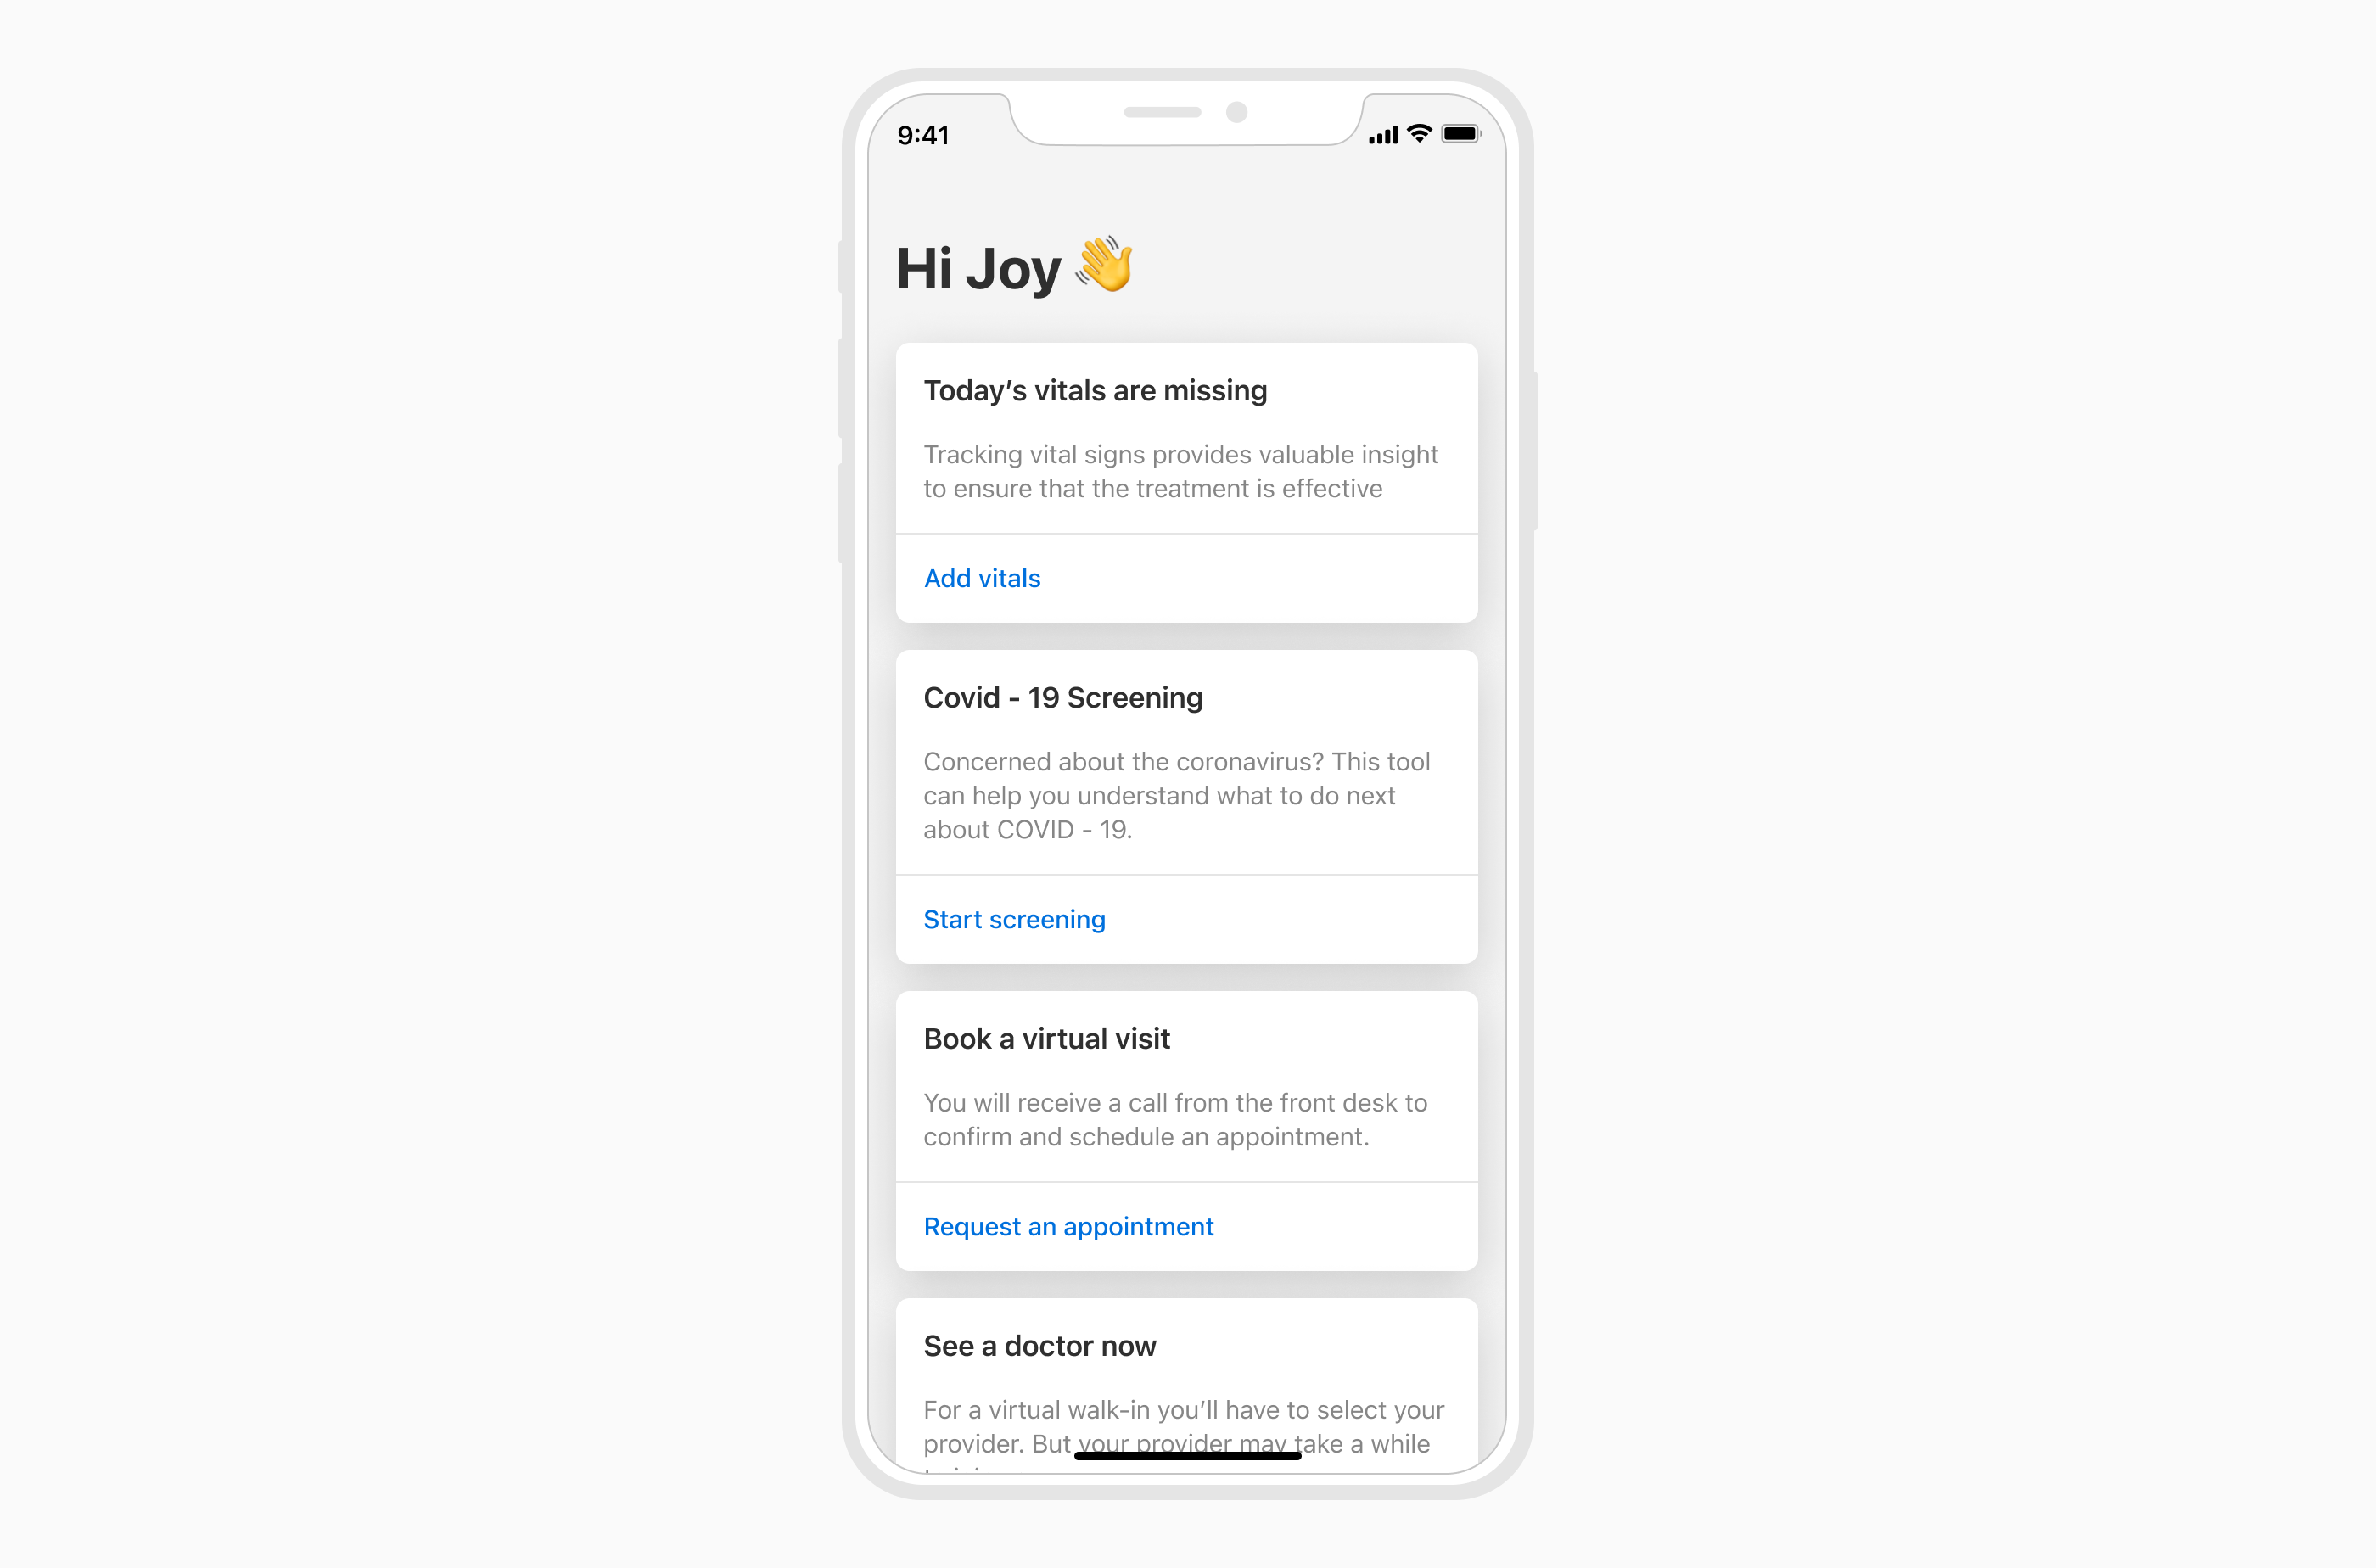 9:41
Hi Joy 👋
Today’s vitals are missing
Tracking vital signs provides valuable insight
to ensure that the treatment is effective
Add vitals
Covid - 19 Screening
Concerned about the coronavirus? This tool
can help you understand what to do next
about COVID - 19.
Start screening
Book a virtual visit
You will receive a call from the front desk to
confirm and schedule an appointment.
Request an appointment
See a doctor now
For a virtual walk-in you’ll have to select your
provider. But your provider may take a while